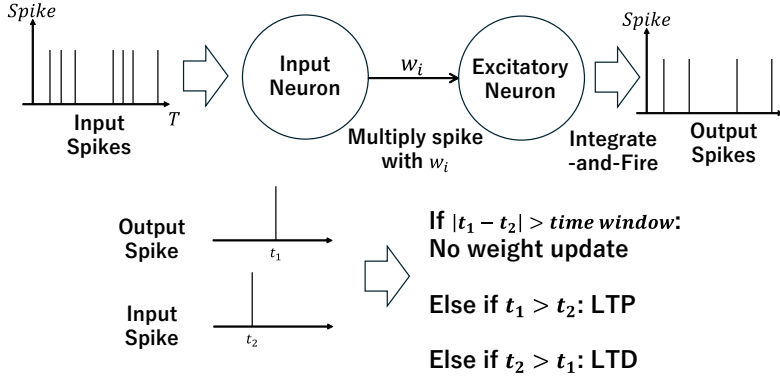 Spike
T
Input
Spikes
Input
Neuron
w_i
Multiply spike
with w_i
Excitatory
Neuron
Integrate
-and-Fire
Spike
Output
Spikes
Output
Spike
t_1
Input
Spike
t_2
If |t_1 − t_2| > time window:
No weight update
Else if t_1 > t_2: LTP
Else if t_2 > t_1: LTD